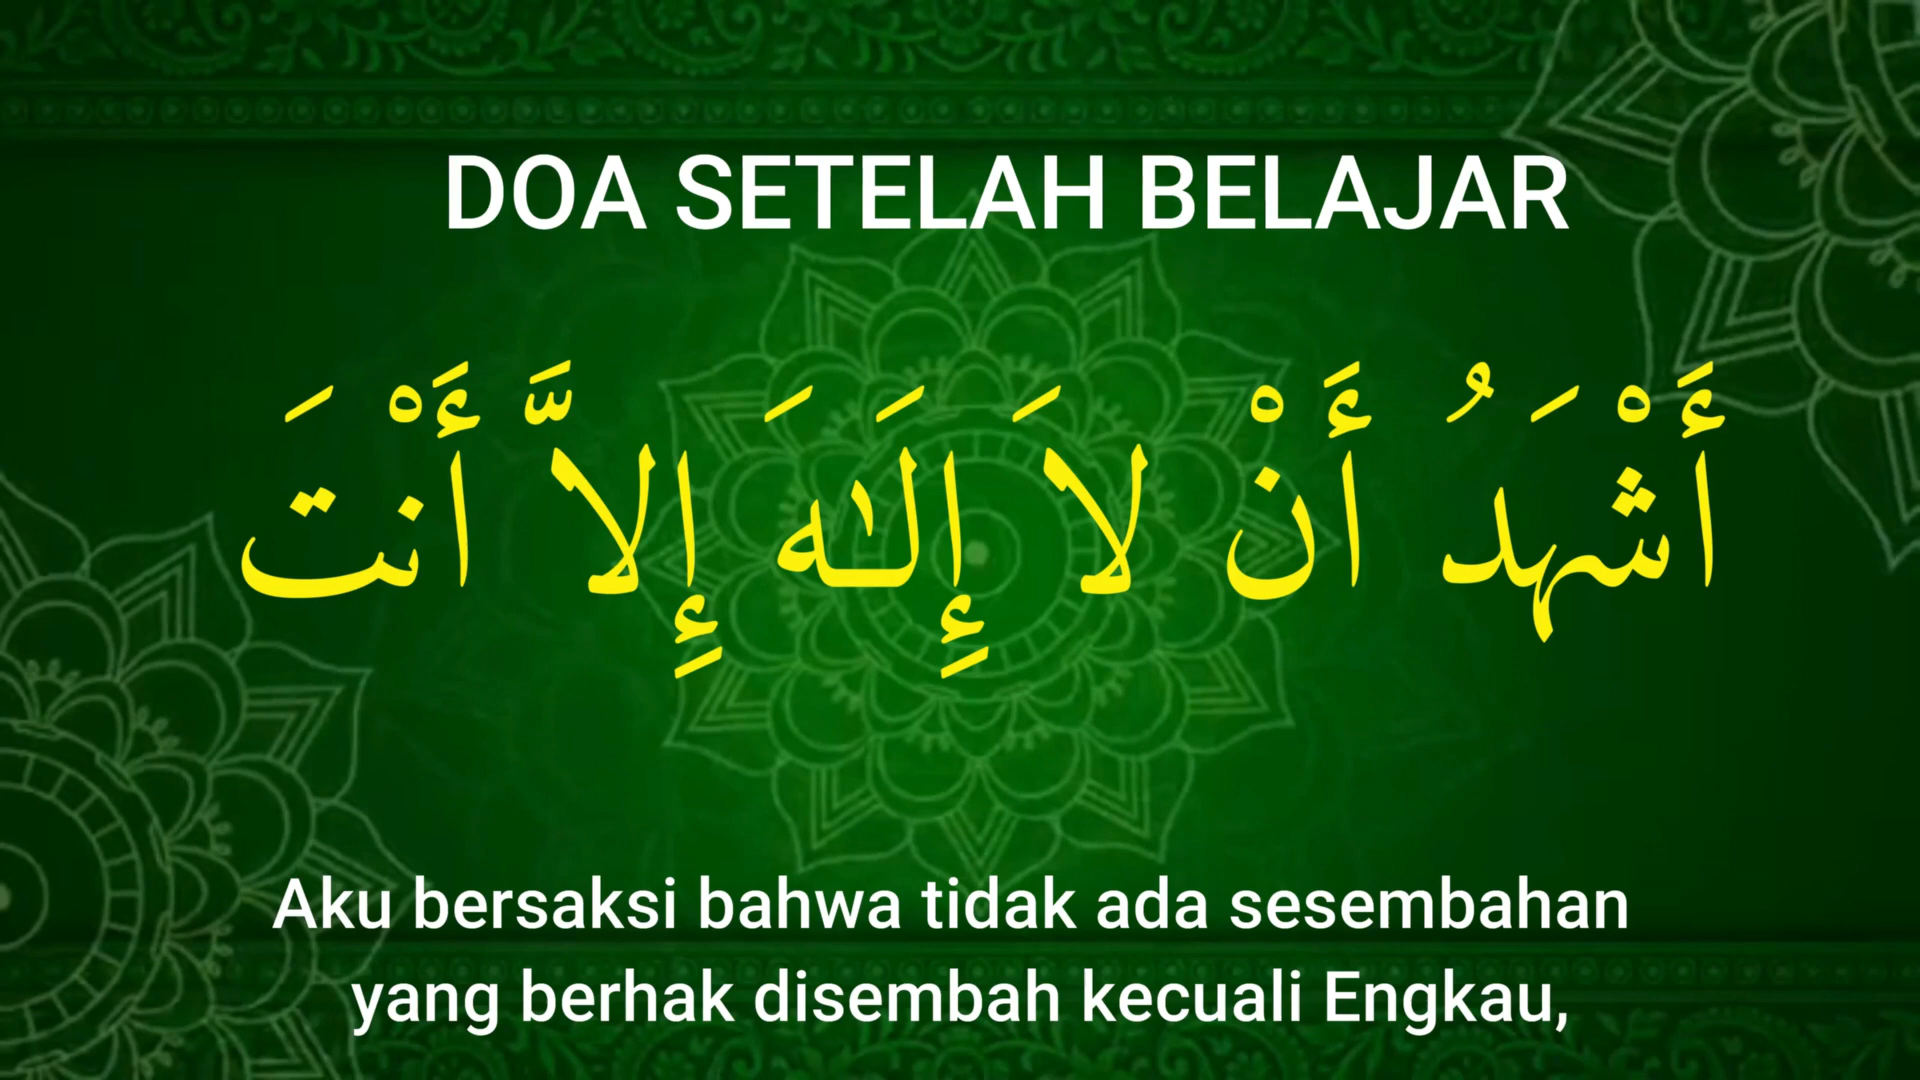 DOA SETELAH BELAJAR
أَشْهَدُ أَنْ لاَ إِلَـٰهَ إِلاَّ أَنْتَ
Aku bersaksi bahwa tidak ada sesembahan
yang berhak disembah kecuali Engkau,